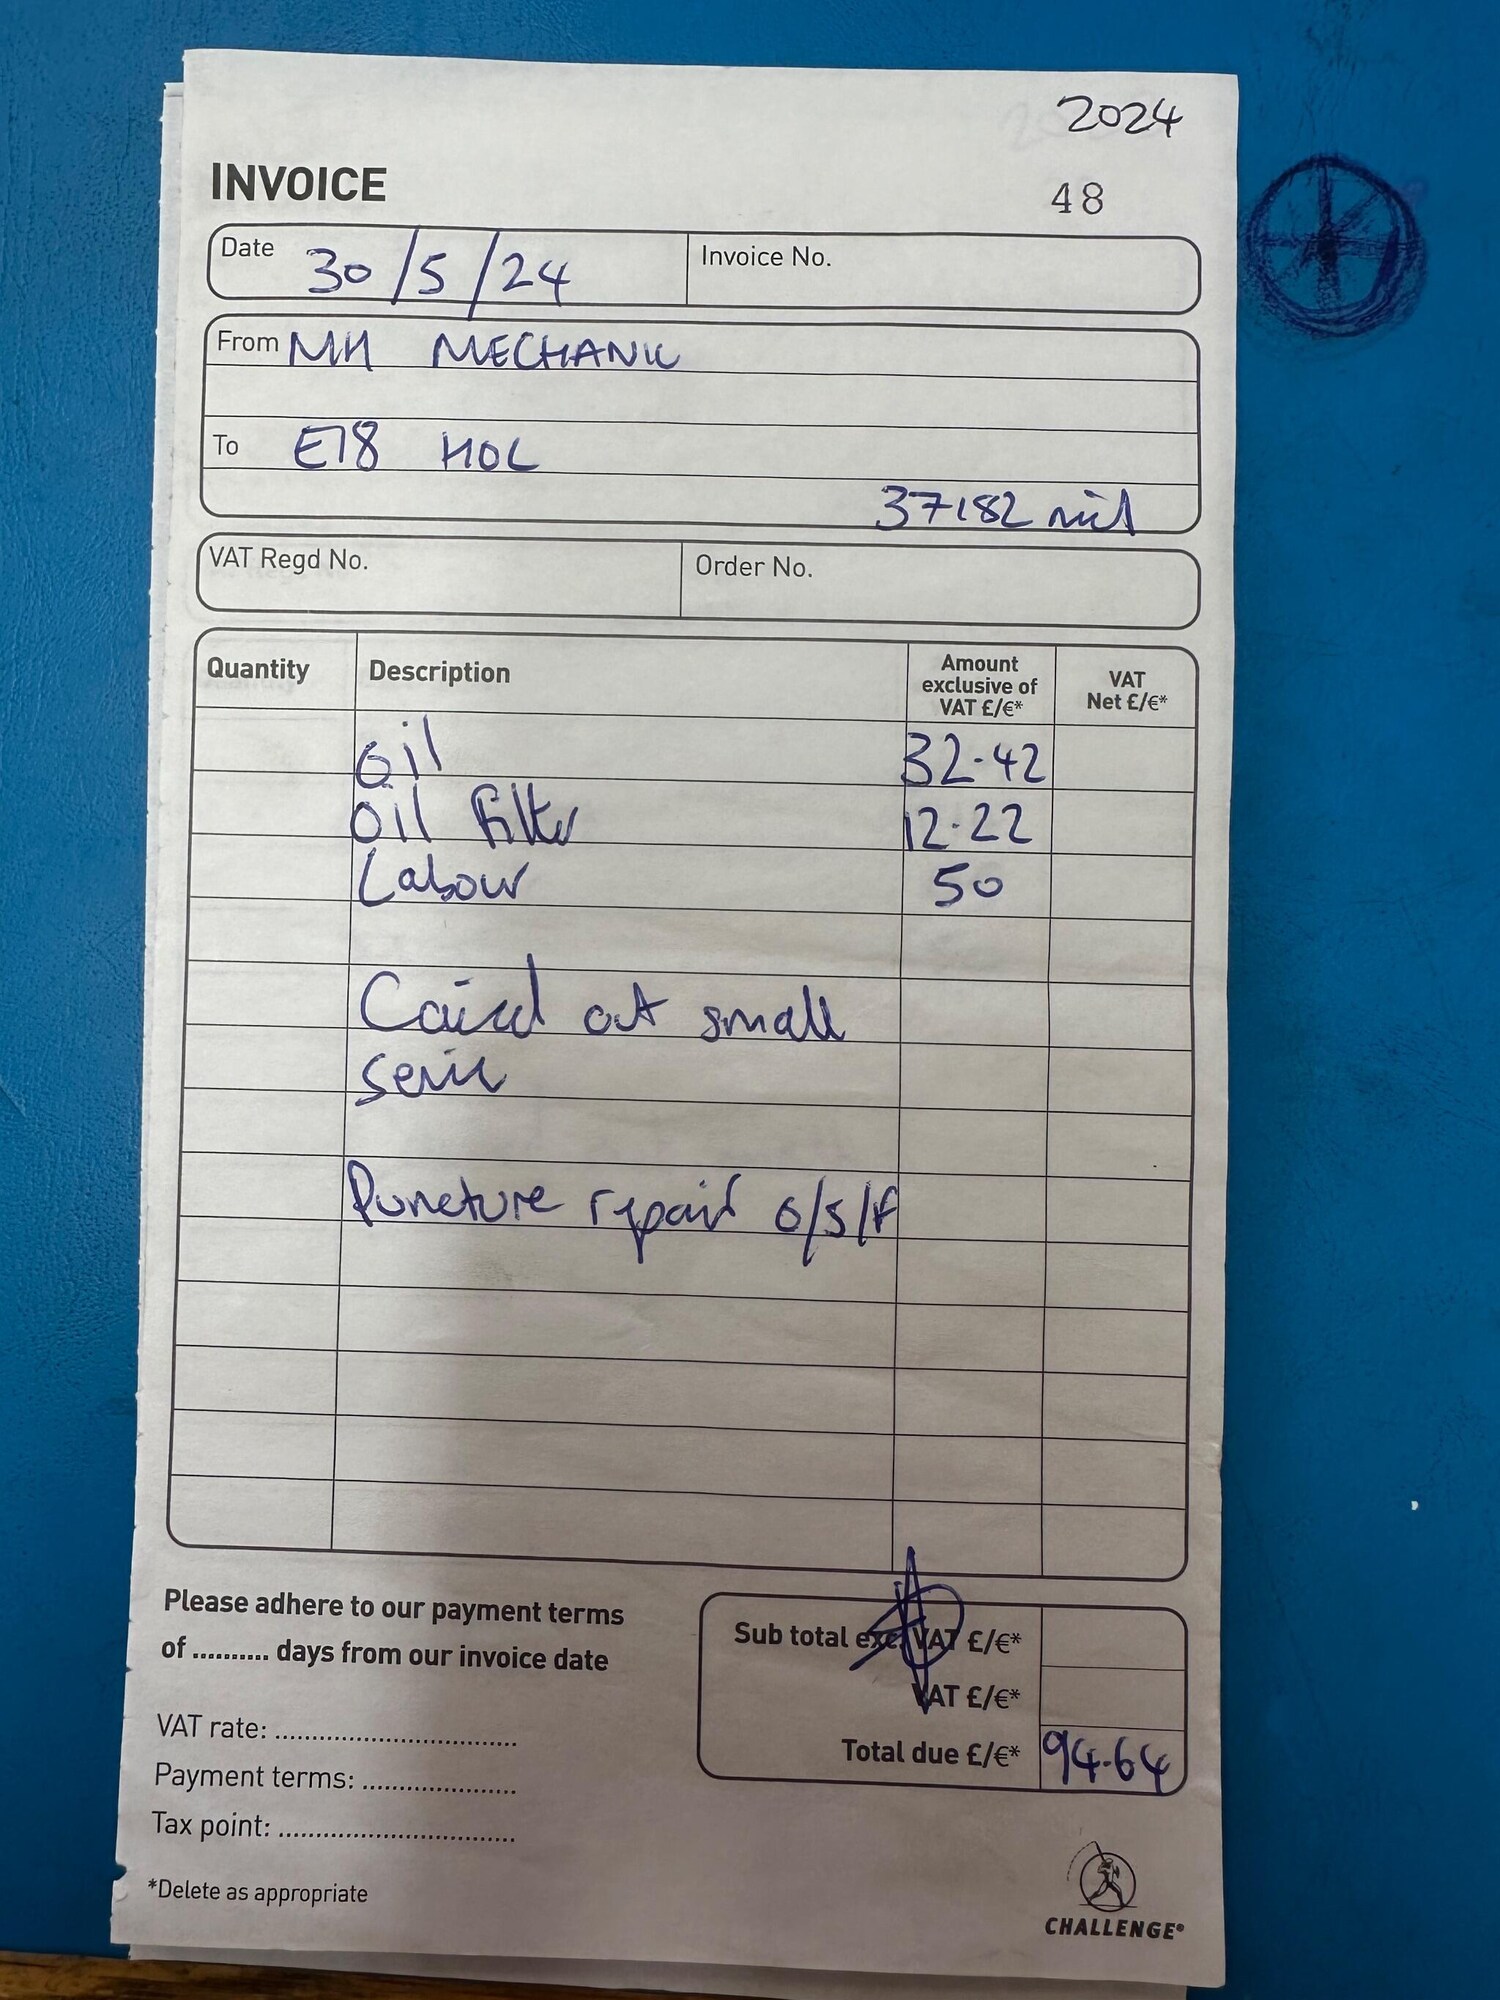 2024
INVOICE
48
Date 30/5/24 Invoice No.
From MH MECHANIC
To E18 HOL
37182 mil
VAT Regd No. Order No.
Quantity Description Amount exclusive of VAT £/€* VAT Net £/€*
Oil 32.42
Oil filter 12.22
Labour 50
Caired out small
servic
Puncture repair o/s/f
Please adhere to our payment terms
of .......... days from our invoice date
Sub total exc. VAT £/€*
VAT £/€*
Total due £/€* 94.64
VAT rate: ..........
Payment terms: ..........
Tax point: ..........
*Delete as appropriate
CHALLENGE®